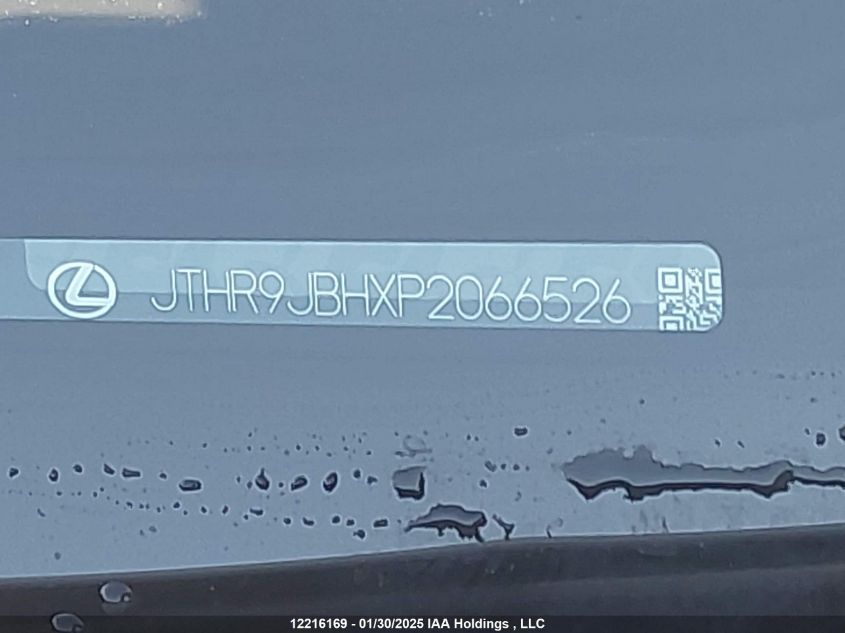 JTHR9JBHXP2066526
12216169 - 01/30/2025 IAA Holdings , LLC